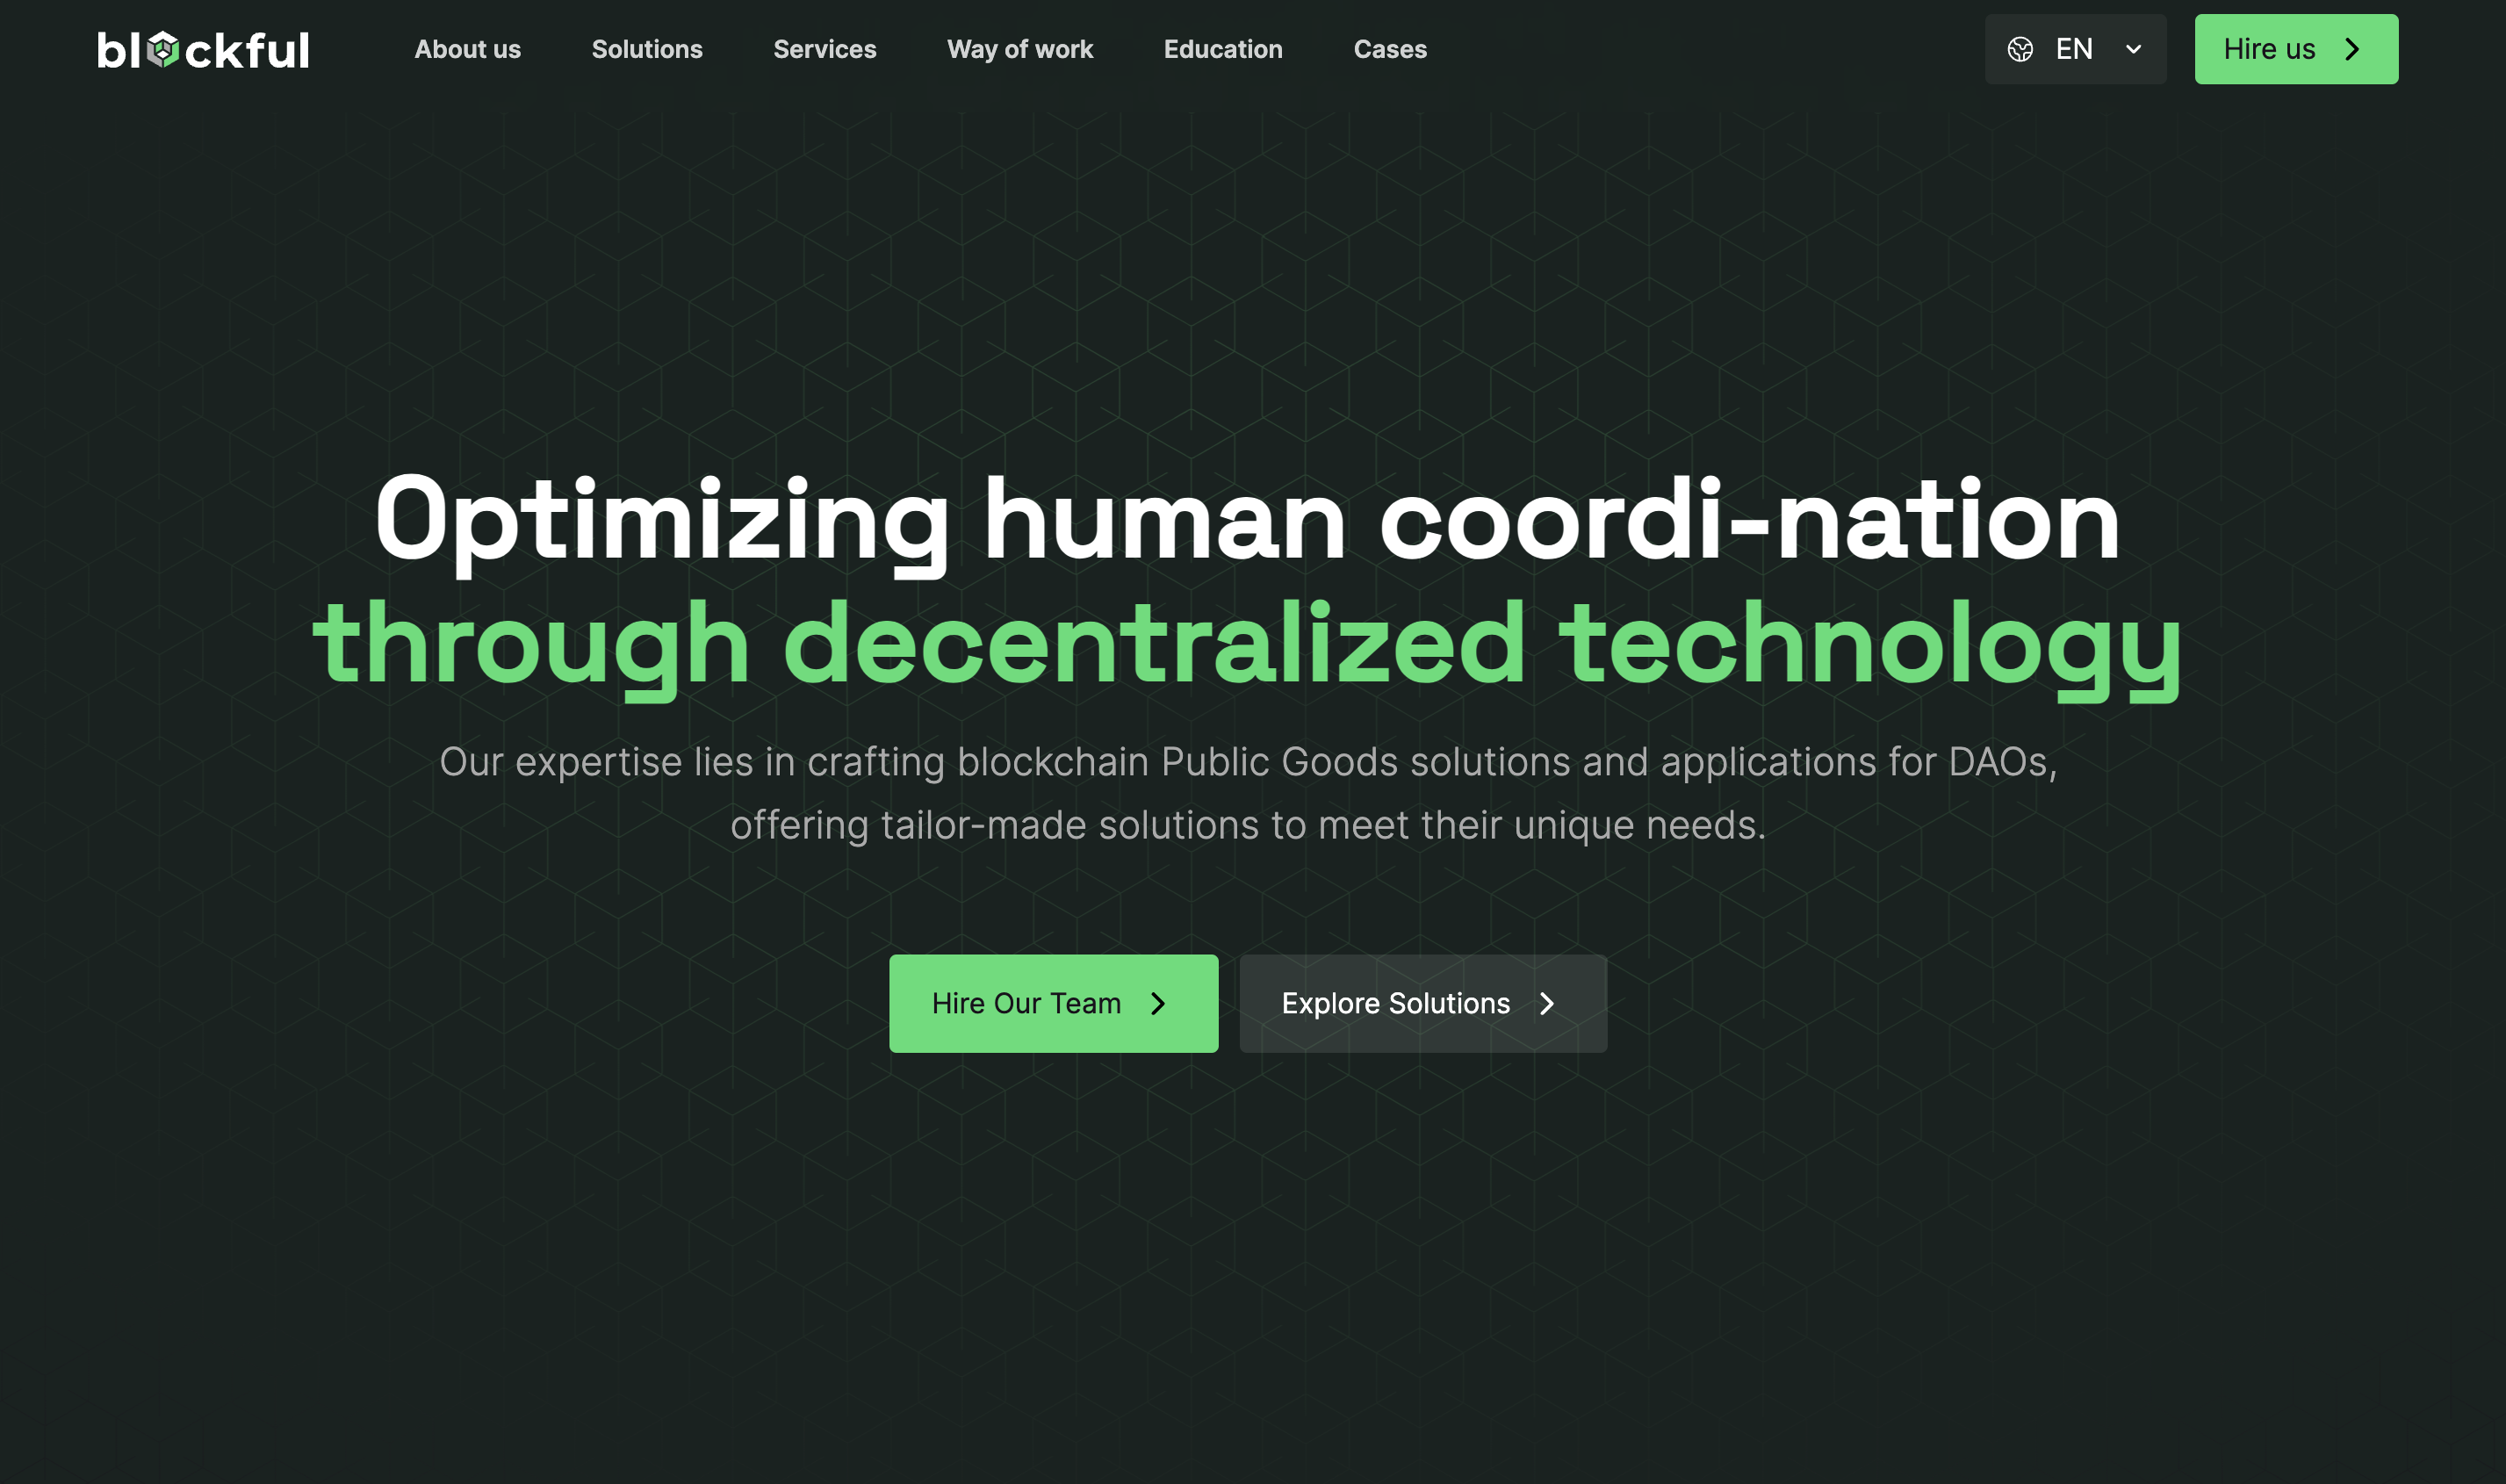 blockful
About us
Solutions
Services
Way of work
Education
Cases
EN
Hire us
Optimizing human coordi-nation
through decentralized technology
Our expertise lies in crafting blockchain Public Goods solutions and applications for DAOs,
offering tailor-made solutions to meet their unique needs.
Hire Our Team
Explore Solutions